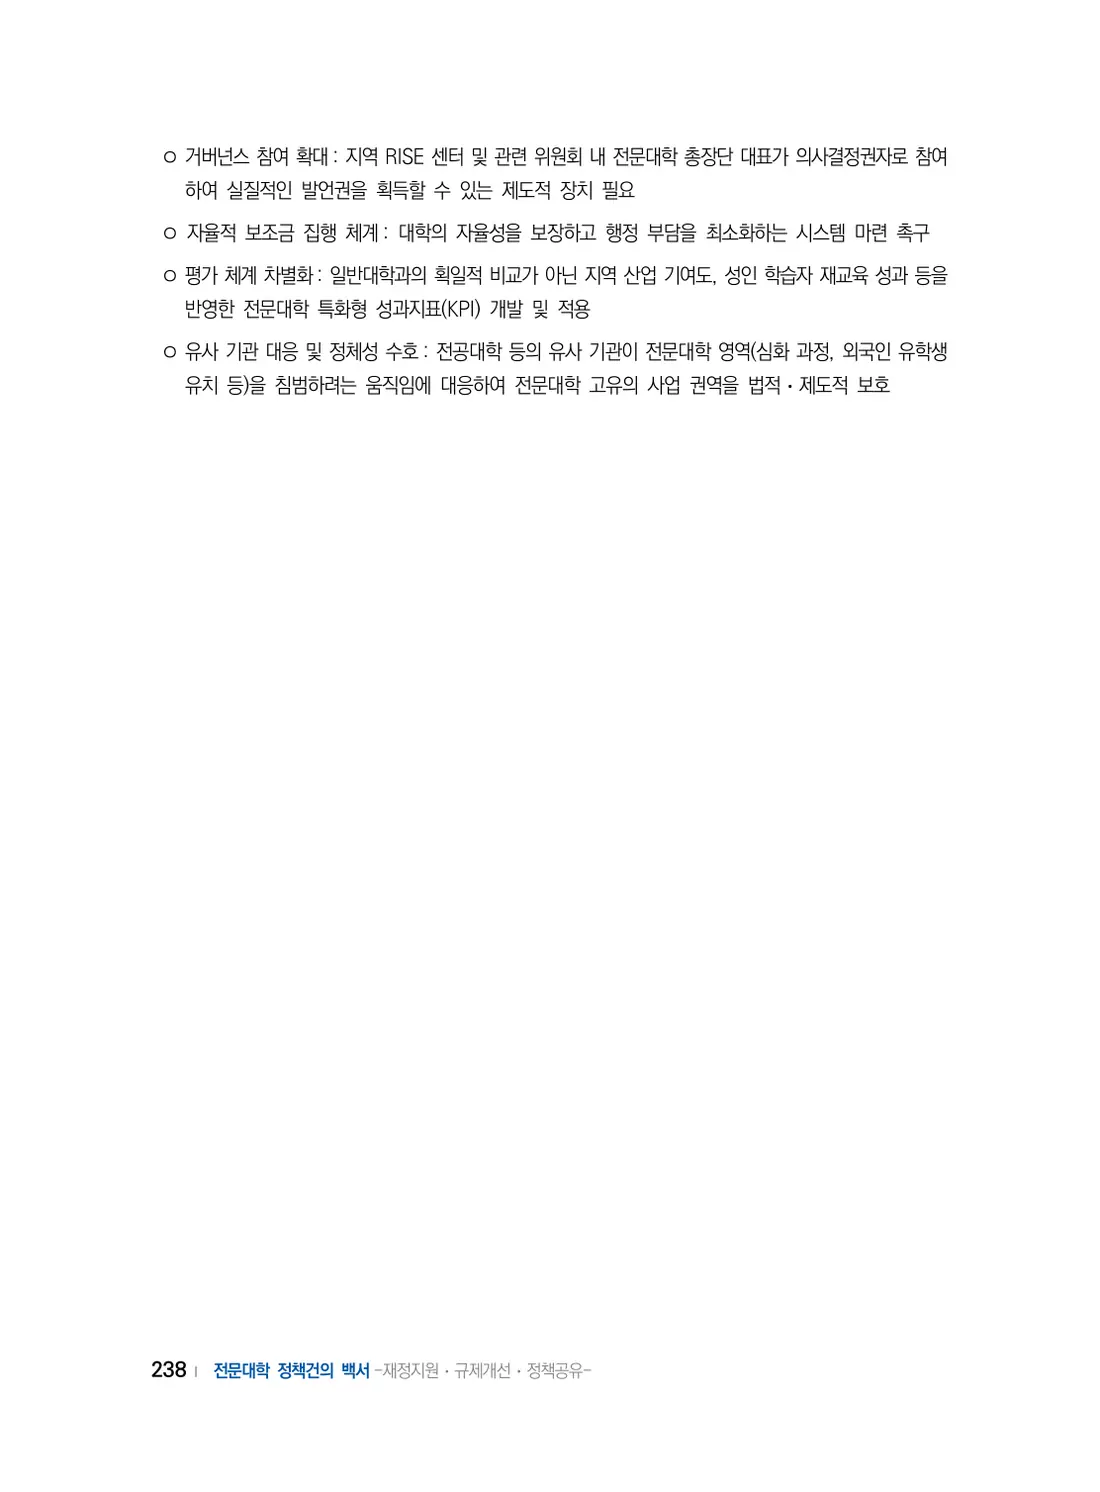 ○ 거버넌스 참여 확대 : 지역 RISE 센터 및 관련 위원회 내 전문대학 총장단 대표가 의사결정권자로 참여
하여 실질적인 발언권을 획득할 수 있는 제도적 장치 필요
○ 자율적 보조금 집행 체계 : 대학의 자율성을 보장하고 행정 부담을 최소화하는 시스템 마련 촉구
○ 평가 체계 차별화 : 일반대학과의 획일적 비교가 아닌 지역 산업 기여도, 성인 학습자 재교육 성과 등을
반영한 전문대학 특화형 성과지표(KPI) 개발 및 적용
○ 유사 기관 대응 및 정체성 수호 : 전공대학 등의 유사 기관이 전문대학 영역(심화 과정, 외국인 유학생
유치 등)을 침범하려는 움직임에 대응하여 전문대학 고유의 사업 권역을 법적·제도적 보호
238 | 전문대학 정책건의 백서 -재정지원·규제개선·정책공유-